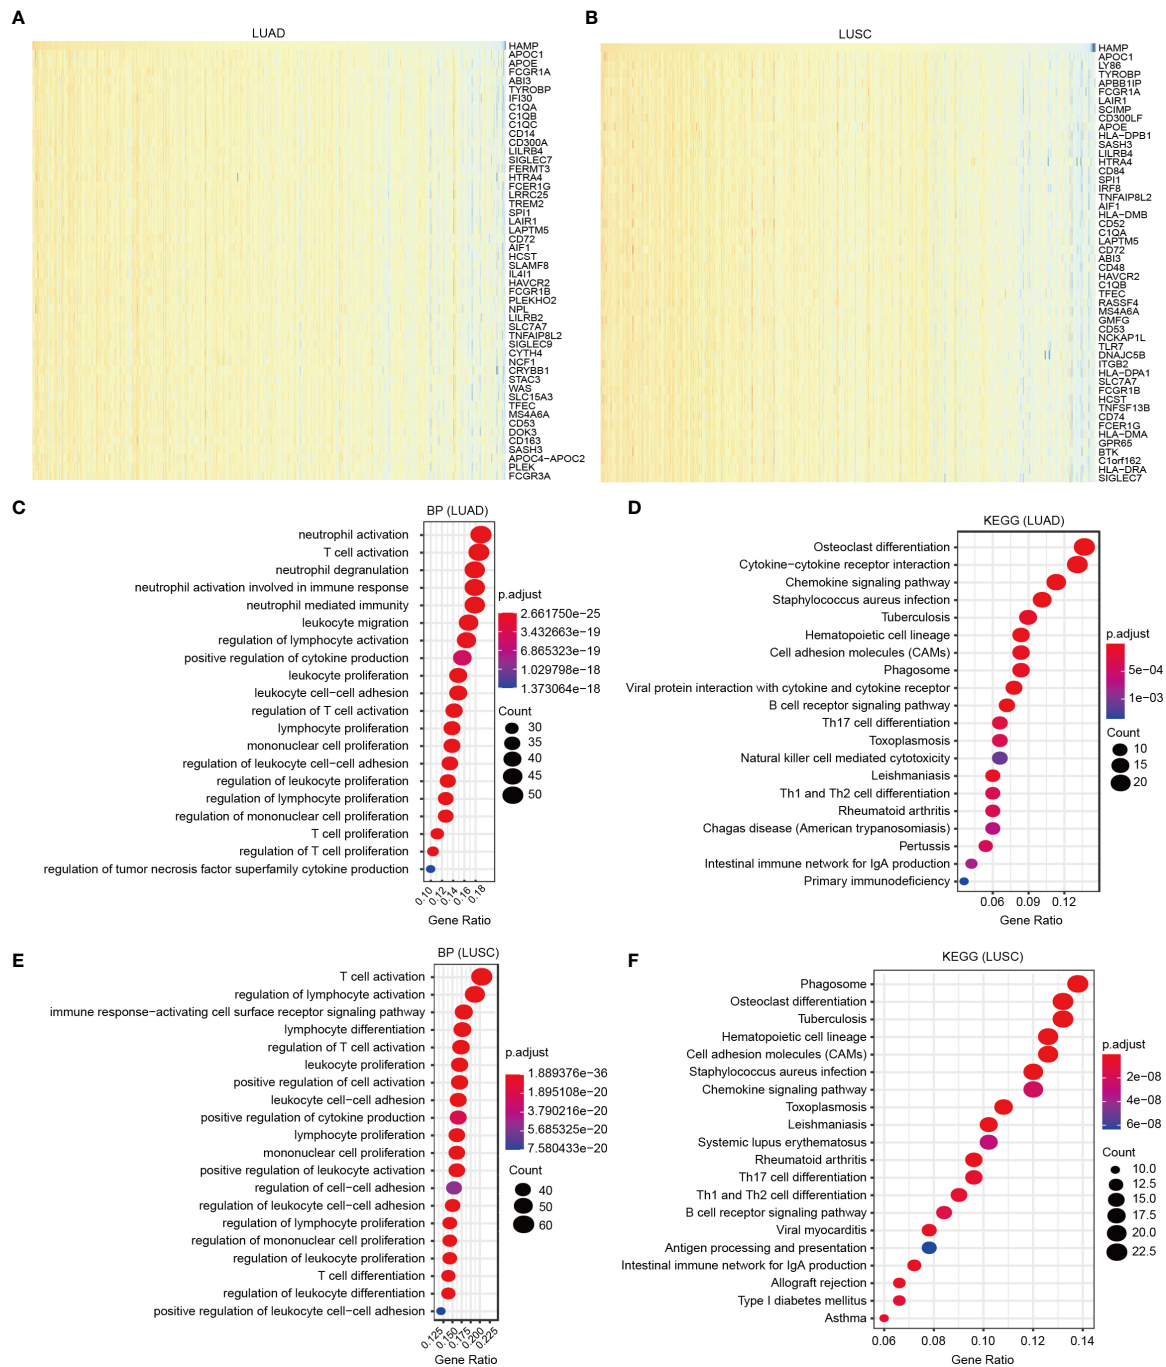 A
LUAD
HAMP
APOC1
APOE
FCGR1A
ABI3
TYROBP
IFI30
C1QA
C1QB
C1QC
CD14
CD300A
LILRB4
SIGLEC7
FERMT3
HTRA4
FCER1G
LRRC25
TREM2
SPI1
LAIR1
LAPTM5
CD72
AIF1
HCST
SLAMF8
IL4I1
HAVCR2
FCGR1B
PLEKHO2
NPL
LILRB2
SLC7A7
TNFAIP8L2
SIGLEC9
CYTH4
NCF1
CRYBB1
STAC3
WAS
SLC15A3
TFEC
MS4A6A
CD53
DOK3
CD163
SASH3
APOC4−APOC2
PLEK
FCGR3A
B
LUSC
HAMP
APOC1
LY86
TYROBP
APBB1IP
FCGR1A
LAIR1
SCIMP
CD300LF
APOE
HLA−DPB1
SASH3
LILRB4
HTRA4
CD84
SPI1
IRF8
TNFAIP8L2
AIF1
HLA−DMB
CD52
C1QA
LAPTM5
CD72
ABI3
CD48
HAVCR2
C1QB
TFEC
RASSF4
MS4A6A
GMFG
CD53
NCKAP1L
TLR7
DNAJC5B
ITGB2
HLA−DPA1
SLC7A7
FCGR1B
HCST
TNFSF13B
CD74
FCER1G
HLA−DMA
GPR65
BTK
C1orf162
HLA−DRA
SIGLEC7
C
BP (LUAD)
neutrophil activation
T cell activation
neutrophil degranulation
neutrophil activation involved in immune response
neutrophil mediated immunity
leukocyte migration
regulation of lymphocyte activation
positive regulation of cytokine production
leukocyte proliferation
leukocyte cell−cell adhesion
regulation of T cell activation
lymphocyte proliferation
mononuclear cell proliferation
regulation of leukocyte cell−cell adhesion
regulation of leukocyte proliferation
regulation of lymphocyte proliferation
regulation of mononuclear cell proliferation
T cell proliferation
regulation of T cell proliferation
regulation of tumor necrosis factor superfamily cytokine production
0.10 0.12 0.14 0.16 0.18
Gene Ratio
p.adjust
2.661750e−25
3.432663e−19
6.865323e−19
1.029798e−18
1.373064e−18
Count
30
35
40
45
50
D
KEGG (LUAD)
Osteoclast differentiation
Cytokine−cytokine receptor interaction
Chemokine signaling pathway
Staphylococcus aureus infection
Tuberculosis
Hematopoietic cell lineage
Cell adhesion molecules (CAMs)
Phagosome
Viral protein interaction with cytokine and cytokine receptor
B cell receptor signaling pathway
Th17 cell differentiation
Toxoplasmosis
Natural killer cell mediated cytotoxicity
Leishmaniasis
Th1 and Th2 cell differentiation
Rheumatoid arthritis
Chagas disease (American trypanosomiasis)
Pertussis
Intestinal immune network for IgA production
Primary immunodeficiency
0.06 0.09 0.12
Gene Ratio
p.adjust
5e−04
1e−03
Count
10
15
20
E
BP (LUSC)
T cell activation
regulation of lymphocyte activation
immune response−activating cell surface receptor signaling pathway
lymphocyte differentiation
regulation of T cell activation
leukocyte proliferation
positive regulation of cell activation
leukocyte cell−cell adhesion
positive regulation of cytokine production
lymphocyte proliferation
mononuclear cell proliferation
positive regulation of leukocyte activation
regulation of cell−cell adhesion
regulation of leukocyte cell−cell adhesion
regulation of lymphocyte proliferation
regulation of mononuclear cell proliferation
regulation of leukocyte proliferation
T cell differentiation
regulation of leukocyte differentiation
positive regulation of leukocyte cell−cell adhesion
0.125 0.150 0.175 0.200 0.225
Gene Ratio
p.adjust
1.889376e−36
1.895108e−20
3.790216e−20
5.685325e−20
7.580433e−20
Count
40
50
60
F
KEGG (LUSC)
Phagosome
Osteoclast differentiation
Tuberculosis
Hematopoietic cell lineage
Cell adhesion molecules (CAMs)
Staphylococcus aureus infection
Chemokine signaling pathway
Toxoplasmosis
Leishmaniasis
Systemic lupus erythematosus
Rheumatoid arthritis
Th17 cell differentiation
Th1 and Th2 cell differentiation
B cell receptor signaling pathway
Viral myocarditis
Antigen processing and presentation
Intestinal immune network for IgA production
Allograft rejection
Type I diabetes mellitus
Asthma
0.06 0.08 0.10 0.12 0.14
Gene Ratio
p.adjust
2e−08
4e−08
6e−08
Count
10.0
12.5
15.0
17.5
20.0
22.5